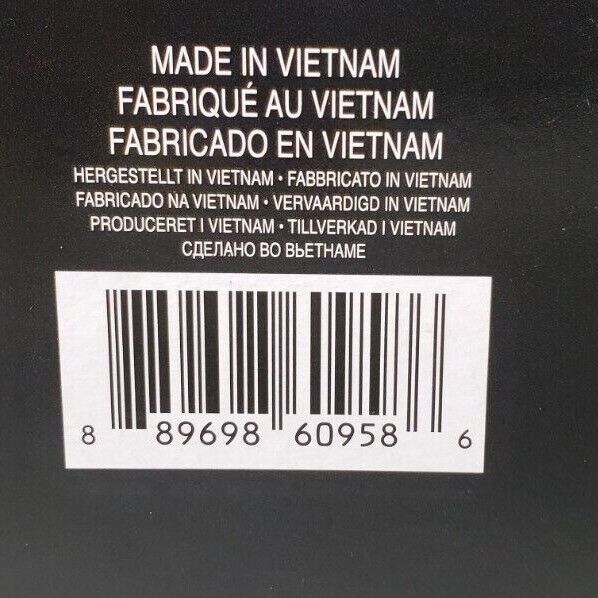 MADE IN VIETNAM
FABRIQUÉ AU VIETNAM
FABRICADO EN VIETNAM
HERGESTELLT IN VIETNAM • FABBRICATO IN VIETNAM
FABRICADO NA VIETNAM • VERVAARDIGD IN VIETNAM
PRODUCERET I VIETNAM • TILLVERKAD I VIETNAM
СДЕЛАНО ВО ВЬЕТНАМЕ
8 89698 60958 6